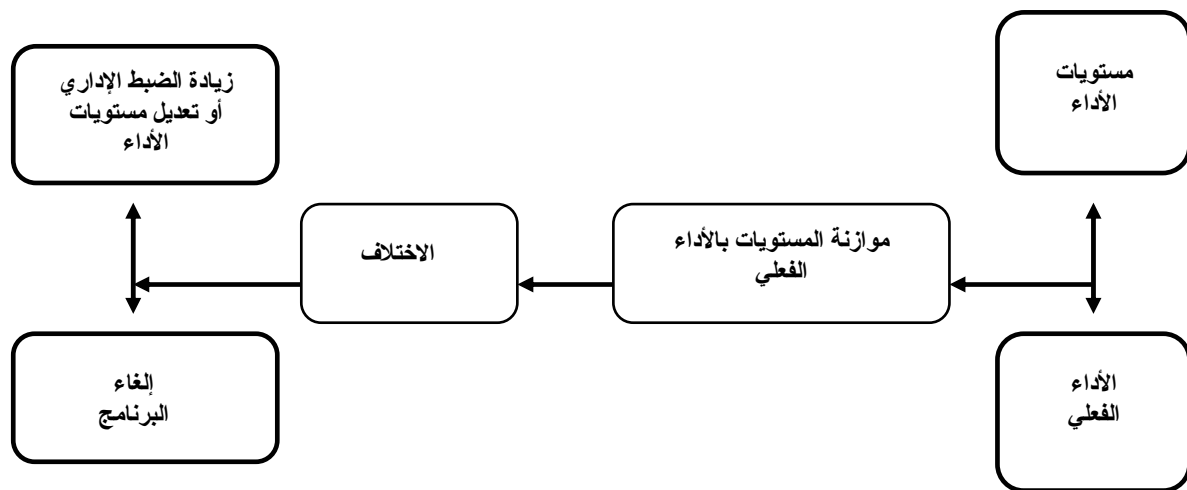 مستويات
الأداء
زيادة الضبط الإداري
أو تعديل مستويات
الأداء
موازنة المستويات بالأداء
الفعلي
الاختلاف
الأداء
الفعلي
إلغاء
البرنامج